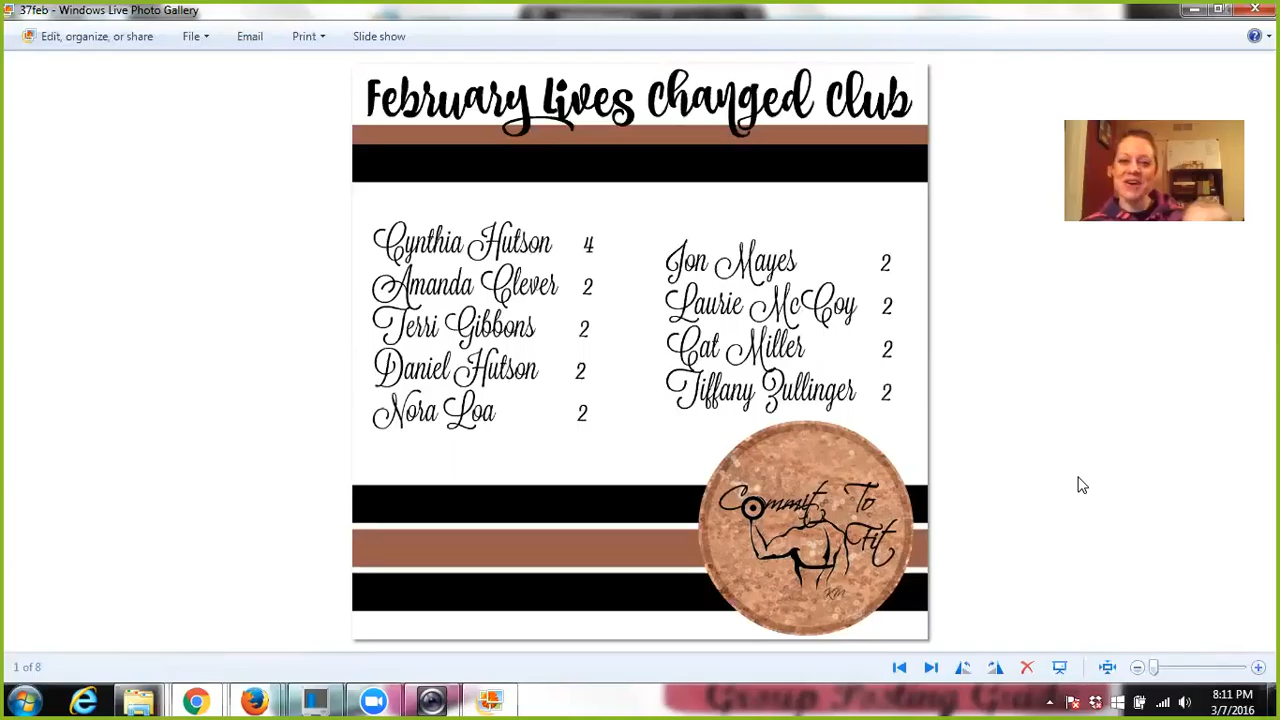 37feb - Windows Live Photo Gallery
Edit, organize, or share File Email Print Slide show
February Lives Changed Club
Cynthia Hutson 4
Amanda Clever 2
Terri Gibbons 2
Daniel Hutson 2
Nora Loa 2
Jon Mayes 2
Laurie McCoy 2
Cat Miller 2
Tiffany Zullinger 2
Commit To
Fit
KM
1 of 8
8:11 PM
3/7/2016